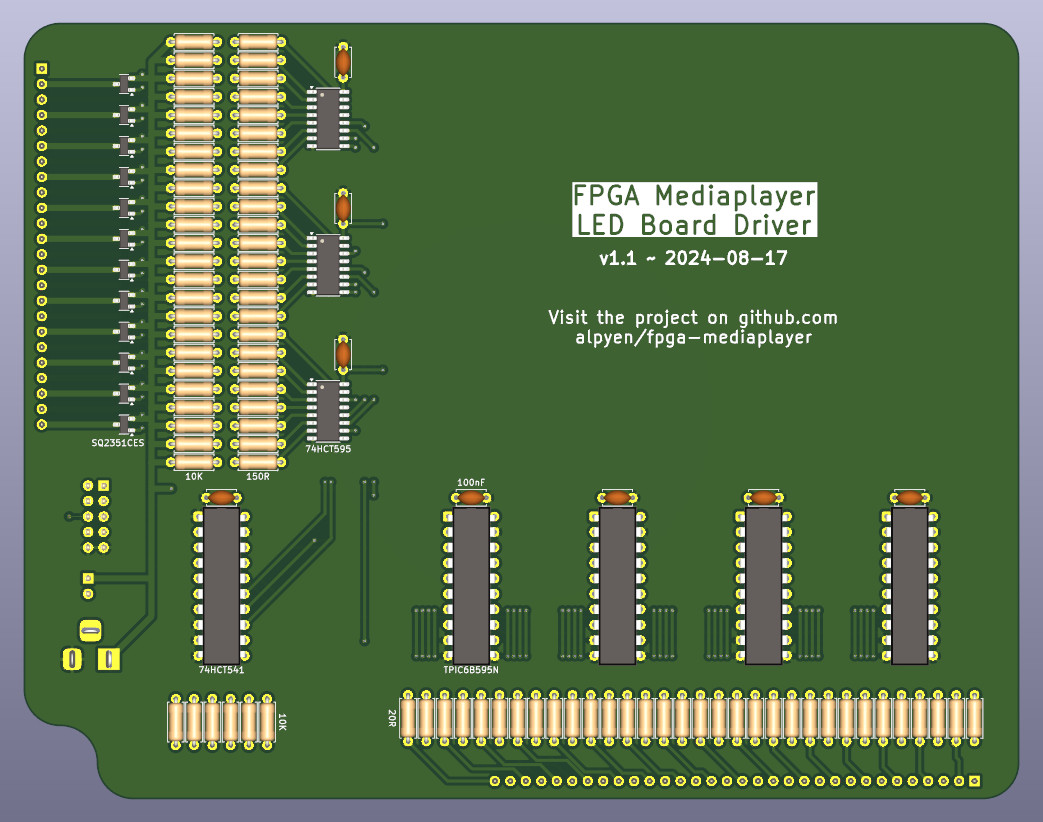 FPGA Mediaplayer
LED Board Driver
v1.1 ~ 2024-08-17
Visit the project on github.com
alpyen/fpga-mediaplayer
SQ2351CES
10K
150R
74HCT595
100nF
74HCT541
TPIC6B595N
10K
20R